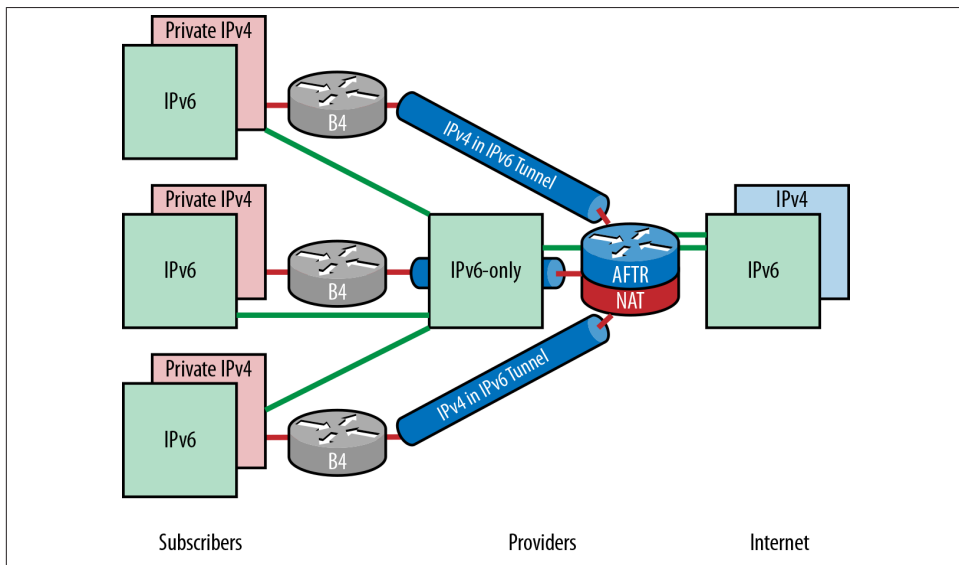 Private IPv4
IPv6
B4
IPv4 in IPv6 Tunnel
Private IPv4
IPv6
B4
IPv6-only
AFTR
NAT
IPv4
IPv6
Private IPv4
IPv6
B4
IPv4 in IPv6 Tunnel
Subscribers
Providers
Internet